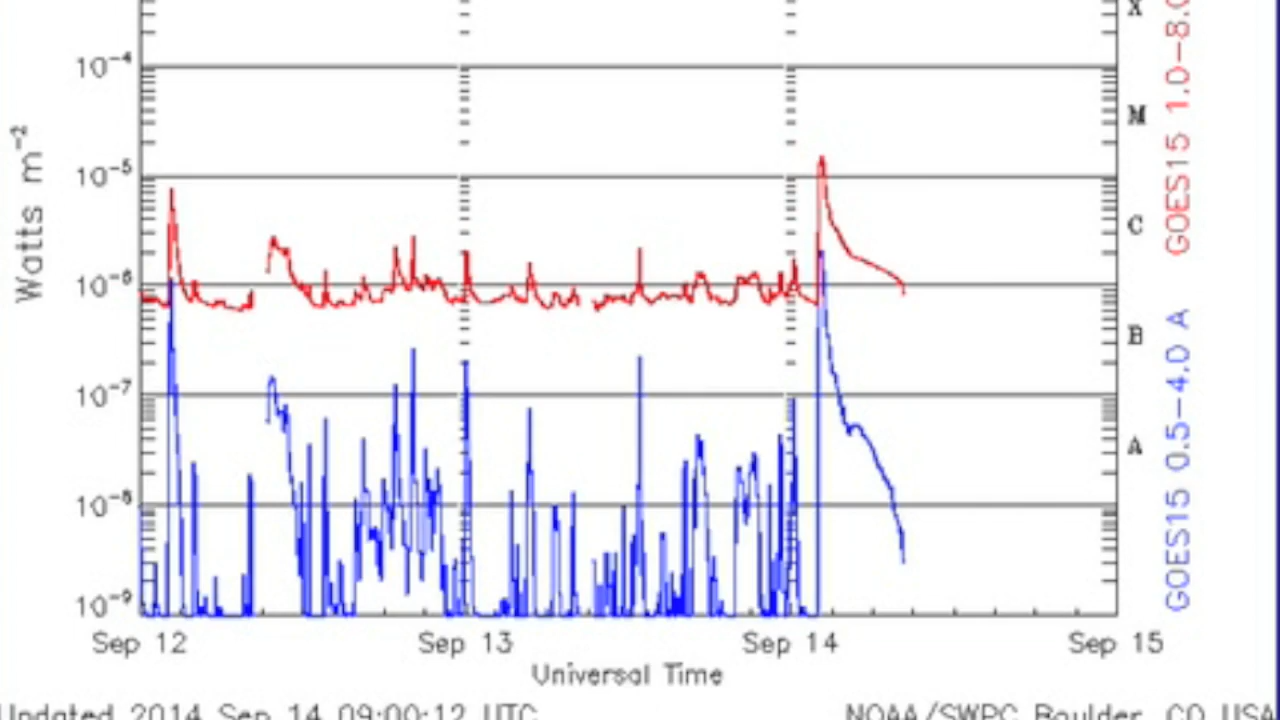 X
10⁻⁴
M
10⁻⁵
C
10⁻⁶
B
10⁻⁷
A
10⁻⁸
10⁻⁹
Watts m⁻²
GOES15 1.0-8.0
GOES15 0.5-4.0 A
Sep 12 Sep 13 Sep 14 Sep 15
Universal Time
Updated 2014 Sep 14 09:00:12 UTC NOAA/SWPC Boulder, CO USA